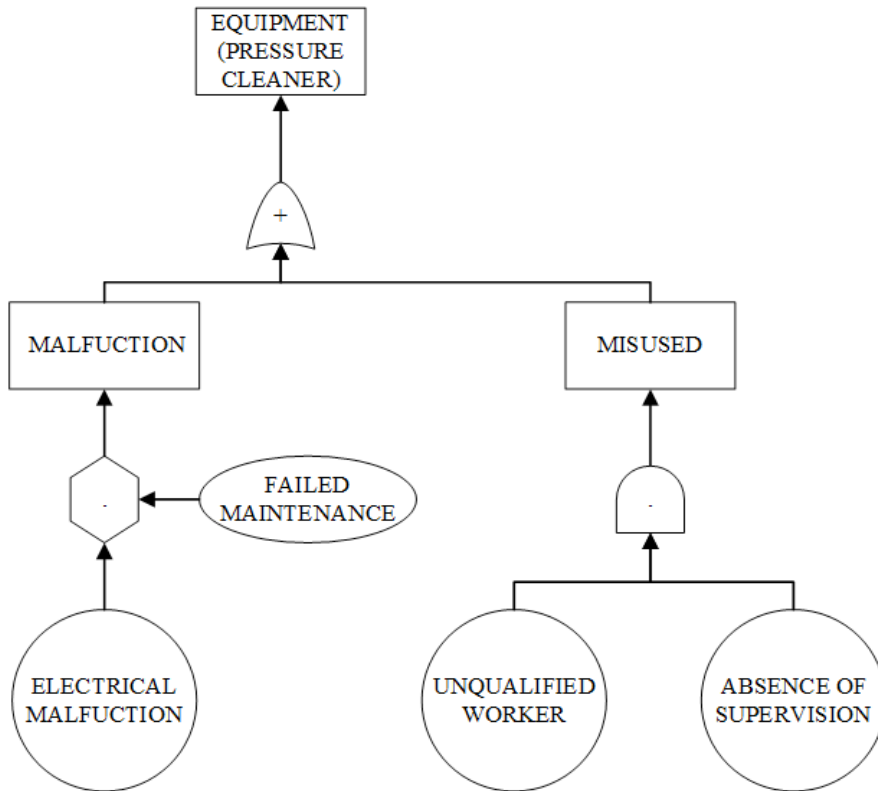 EQUIPMENT
(PRESSURE
CLEANER)
+
MALFUCTION
MISUSED
.
FAILED
MAINTENANCE
.
ELECTRICAL
MALFUCTION
UNQUALIFIED
WORKER
ABSENCE OF
SUPERVISION